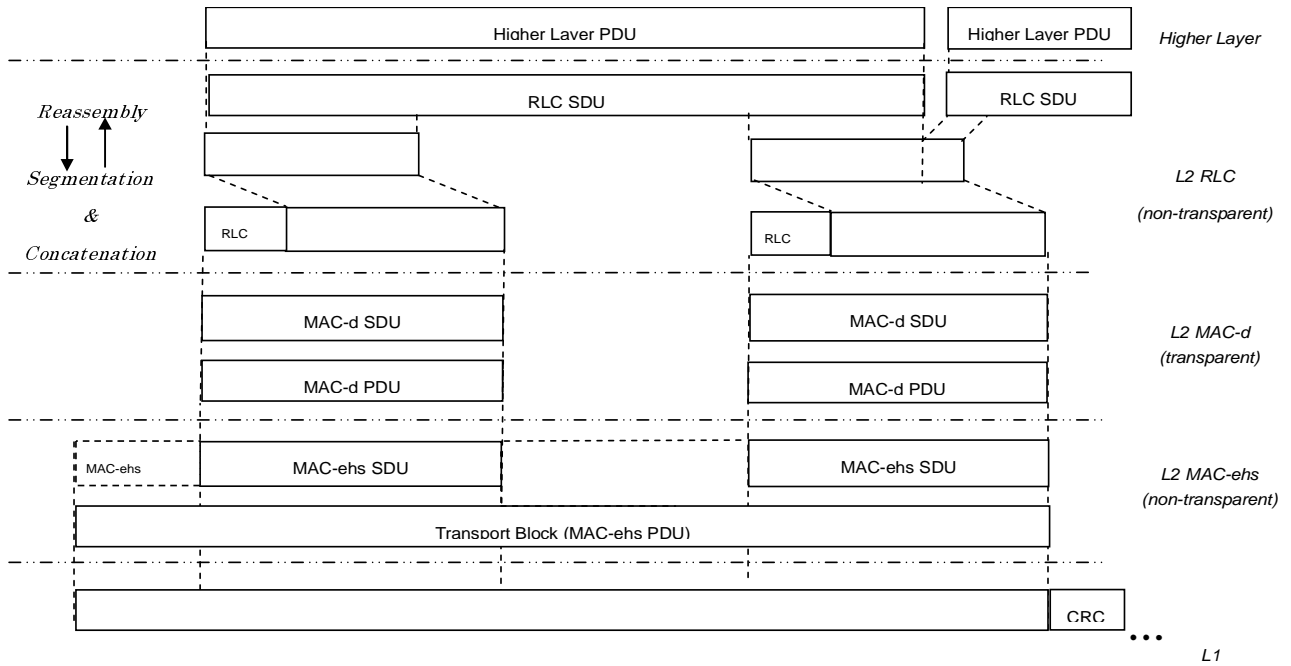 Higher Layer PDU
Higher Layer PDU
Higher Layer
RLC SDU
RLC SDU
Reassembly
Segmentation
&
Concatenation
L2 RLC
(non-transparent)
RLC
RLC
MAC-d SDU
MAC-d SDU
L2 MAC-d
(transparent)
MAC-d PDU
MAC-d PDU
MAC-ehs
MAC-ehs SDU
MAC-ehs SDU
L2 MAC-ehs
(non-transparent)
Transport Block (MAC-ehs PDU)
CRC
•••
L1